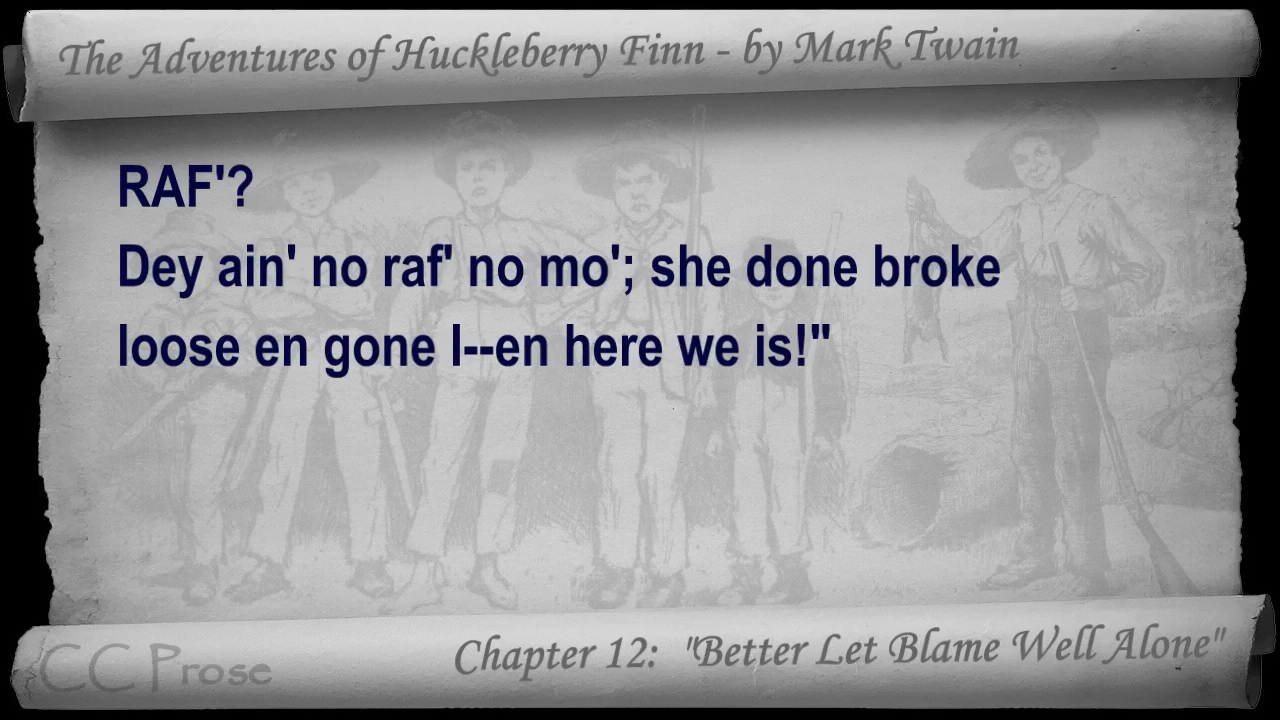 The Adventures of Huckleberry Finn - by Mark Twain
RAF'?
Dey ain' no raf' no mo'; she done broke
loose en gone I--en here we is!"
CC Prose
Chapter 12: "Better Let Blame Well Alone"